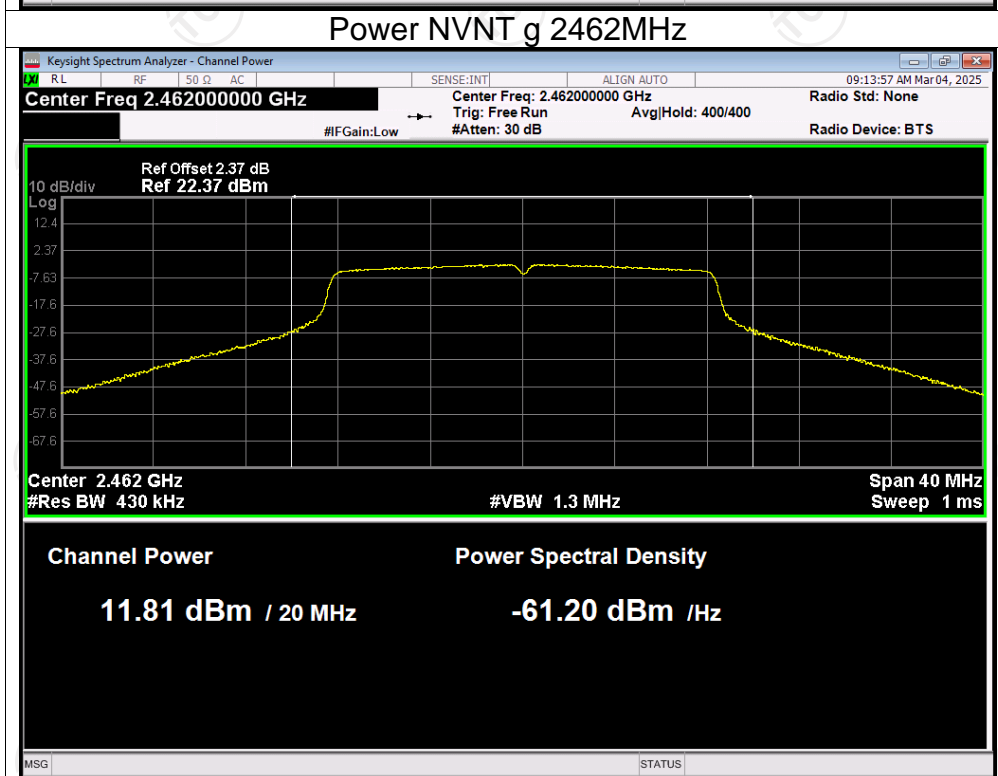 Power NVNT g 2462MHz
Keysight Spectrum Analyzer - Channel Power
LXI RL RF 50 Ω AC SENSE:INT ALIGN AUTO 09:13:57 AM Mar 04, 2025
Center Freq 2.462000000 GHz Center Freq: 2.462000000 GHz Radio Std: None
Trig: Free Run Avg|Hold: 400/400
#IFGain:Low #Atten: 30 dB Radio Device: BTS
Ref Offset 2.37 dB
10 dB/div Ref 22.37 dBm
Log
12.4
2.37
-7.63
-17.6
-27.6
-37.6
-47.6
-57.6
-67.6
Center 2.462 GHz Span 40 MHz
#Res BW 430 kHz #VBW 1.3 MHz Sweep 1 ms
Channel Power Power Spectral Density
11.81 dBm / 20 MHz -61.20 dBm /Hz
MSG STATUS